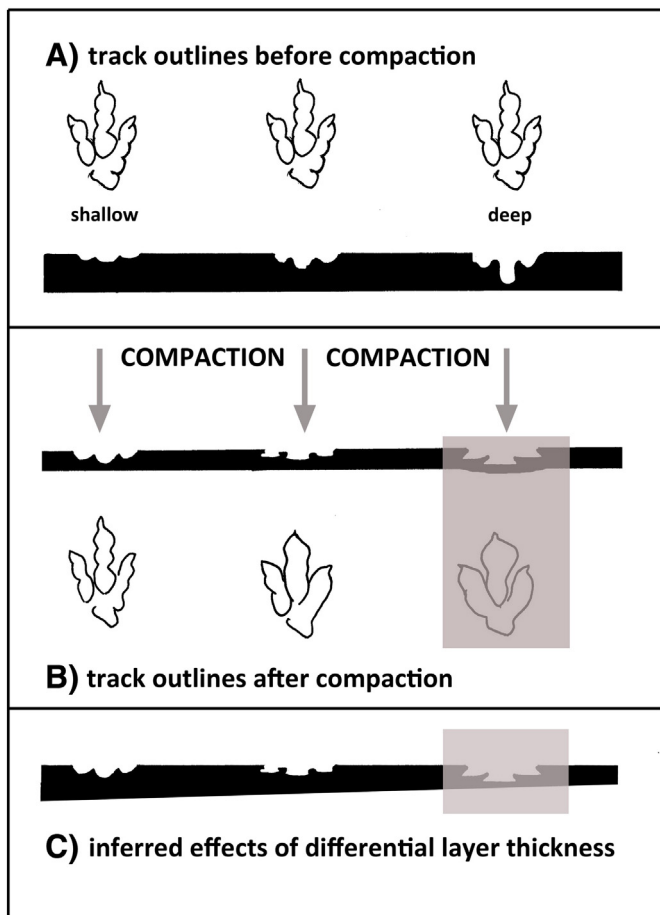 A) track outlines before compaction
shallow deep
COMPACTION COMPACTION
B) track outlines after compaction
C) inferred effects of differential layer thickness